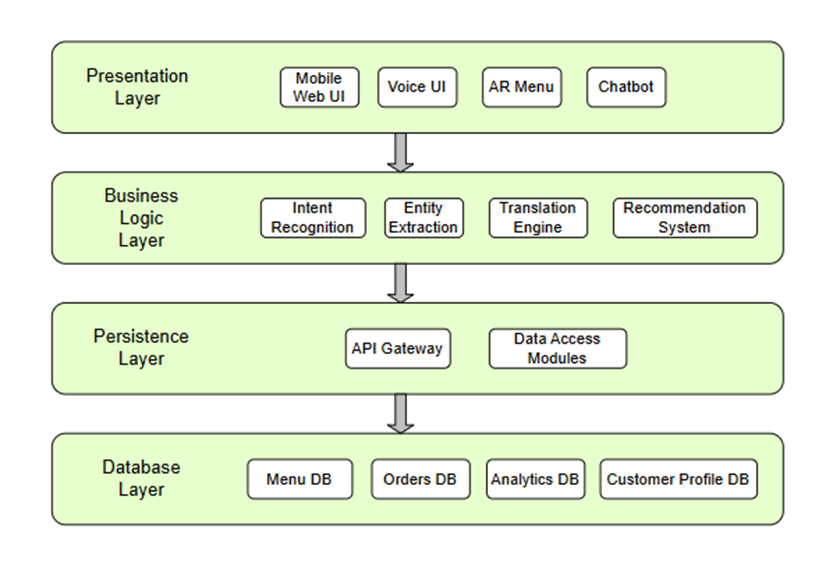 Presentation
Layer
Mobile
Web UI
Voice UI
AR Menu
Chatbot
Business
Logic
Layer
Intent
Recognition
Entity
Extraction
Translation
Engine
Recommendation
System
Persistence
Layer
API Gateway
Data Access
Modules
Database
Layer
Menu DB
Orders DB
Analytics DB
Customer Profile DB